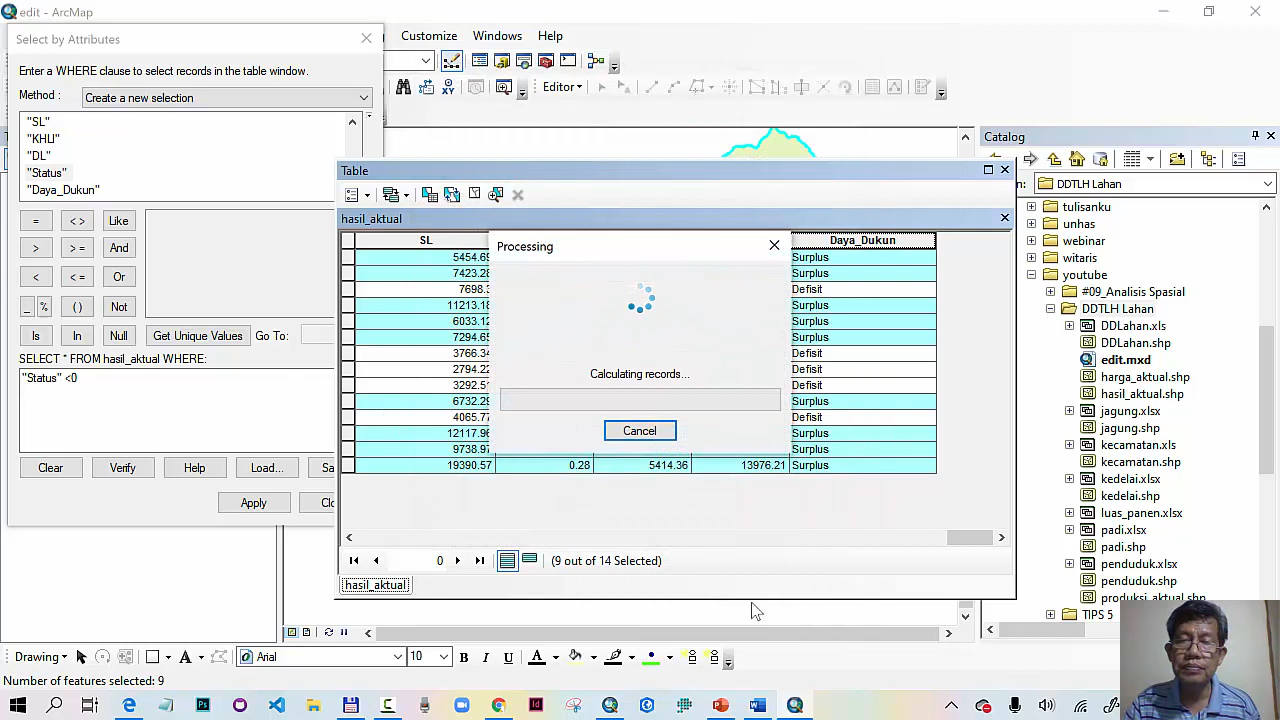 edit - ArcMap
Select by Attributes
Customize
Windows
Help
Enter a WHERE clause to select records in the table window.
Method :
Create a new selection
Editor
"SL"
"KHL"
"DL"
"Status"
"Daya_Dukun"
Catalog
DDTLH Lahan
Table
hasil_aktual
= < > Like
> > = And
< < = Or
_ % ( ) Not
Is In Null
Get Unique Values
Go To:
SELECT * FROM hasil_aktual WHERE:
"Status" <0
Clear
Verify
Help
Load...
Apply
SL
Daya_Dukun
Surplus
Surplus
7698.3 Defisit
11213.18 Surplus
6033.12 Surplus
7294.65 Surplus
3766.34 Defisit
2794.22 Defisit
Defisit
Surplus
Defisit
12117.96 Surplus
9738.97 Surplus
19390.57 0.28 5414.36 13976.21 Surplus
Processing
Calculating records...
Cancel
0
(9 out of 14 Selected)
hasil_aktual
tulisanku
unhas
webinar
witaris
youtube
#09_Analisis Spasial
DDTLH Lahan
DDLahan.xls
DDLahan.shp
edit.mxd
harga_aktual.shp
hasil_aktual.shp
jagung.xlsx
jagung.shp
kecamatan.xls
kecamatan.shp
kedelai.xlsx
kedelai.shp
luas_panen.xlsx
padi.xlsx
padi.shp
penduduk.xlsx
penduduk.shp
produksi_aktual.shp
TIPS 5
Drawing
A
Arial
10
B I U A
Number of features selected: 9